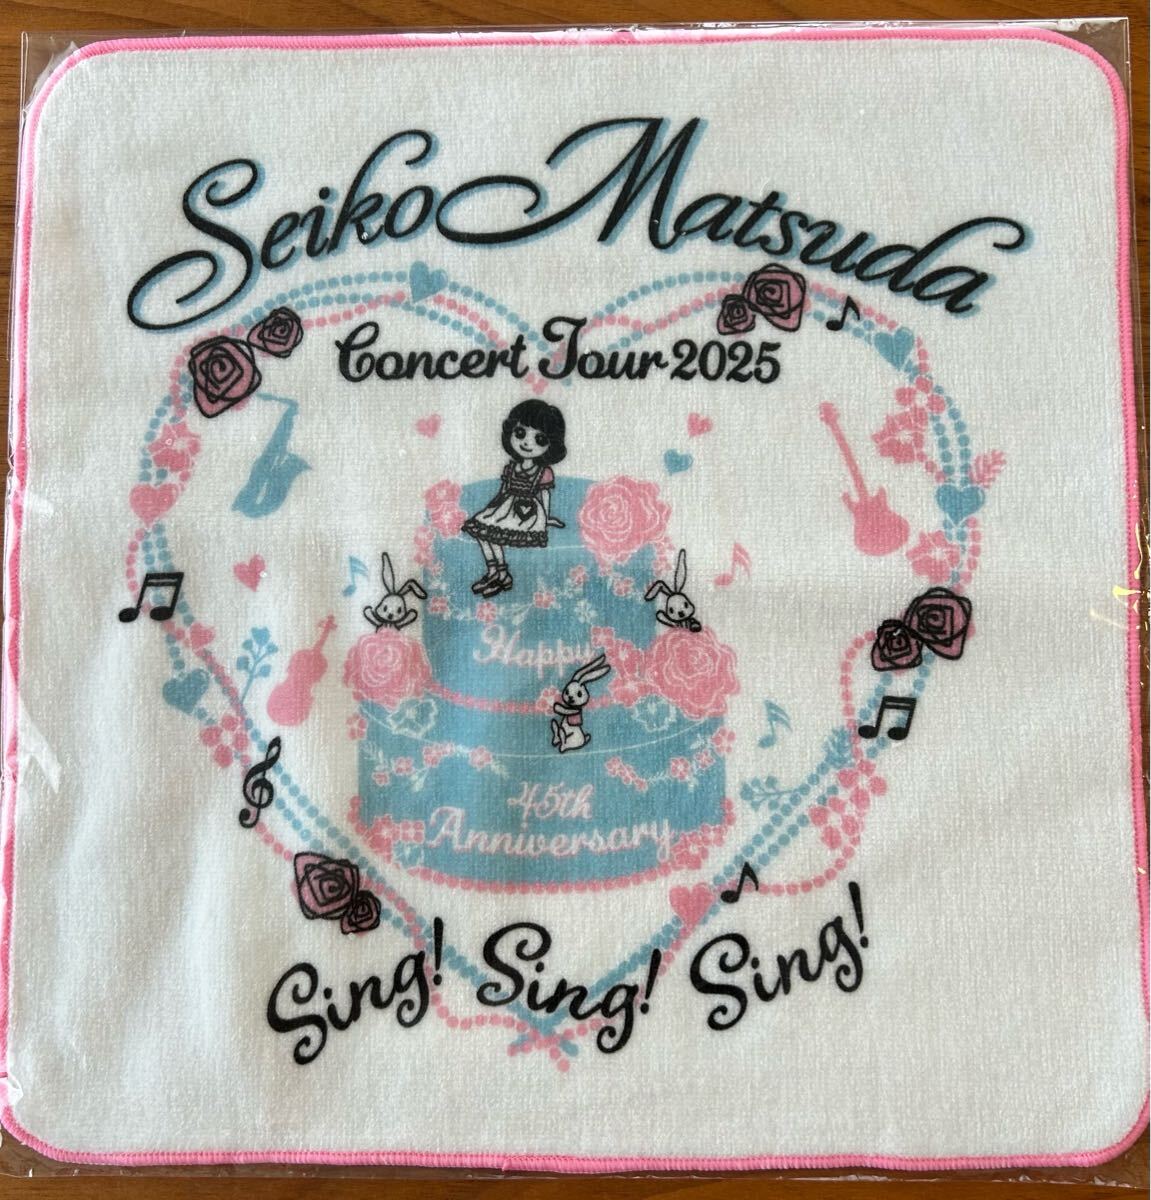 Seiko Matsuda
Concert Tour 2025
Happy
45th
Anniversary
Sing! Sing! Sing!